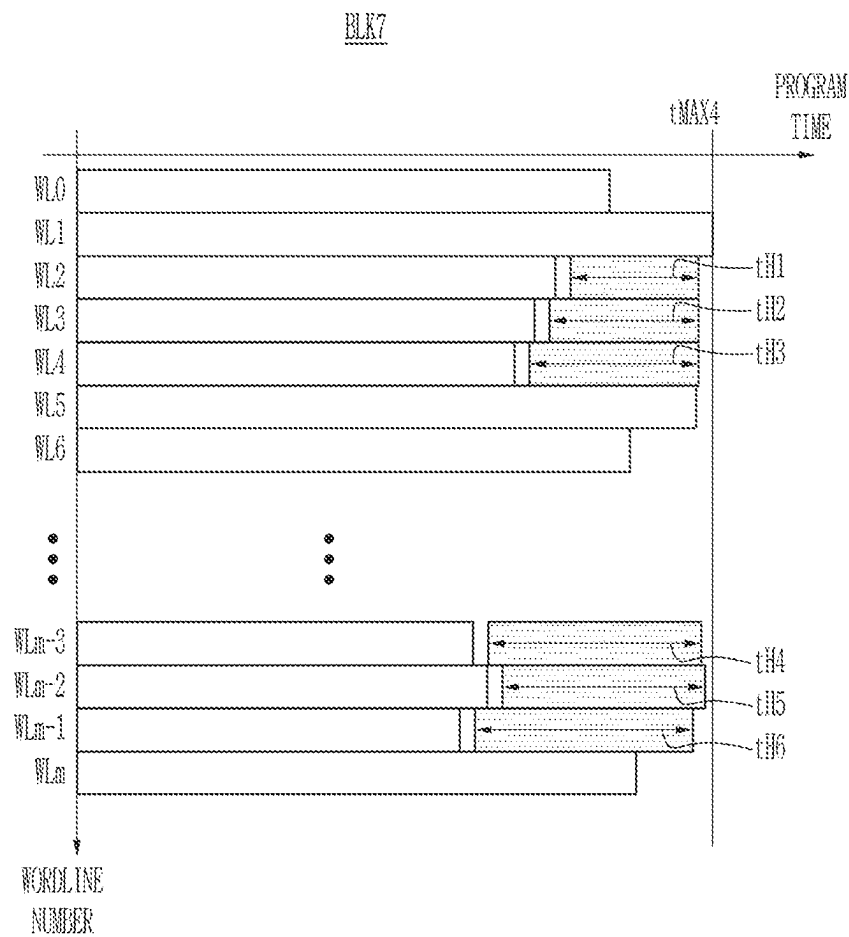 BLK7
PROGRAM
TIME
tMAX4
WL0
WL1
WL2
tH1
WL3
tH2
WL4
tH3
WL5
WL6
WLm-3
tH4
WLm-2
tH5
WLm-1
tH6
WLm
WORDLINE
NUMBER